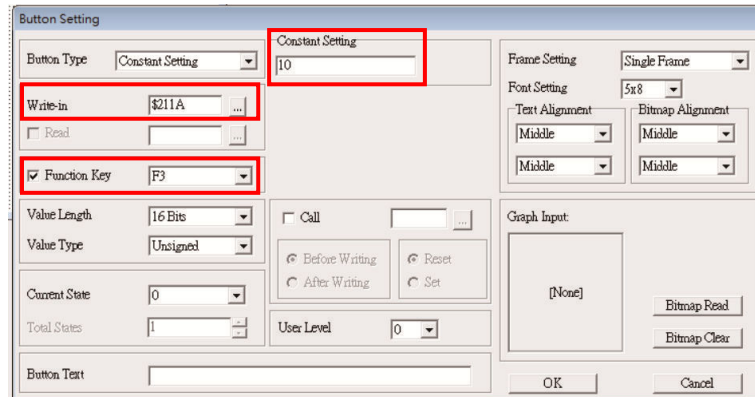 Button Setting
Button Type Constant Setting
Constant Setting
10
Write-in $211A ...
Read ...
Function Key F3
Value Length 16 Bits
Value Type Unsigned
Current State 0
Total States 1
Call ...
Before Writing Reset
After Writing Set
User Level 0
Button Text
Frame Setting Single Frame
Font Setting 5x8
Text Alignment Bitmap Alignment
Middle Middle
Middle Middle
Graph Input:
[None]
Bitmap Read
Bitmap Clear
OK Cancel